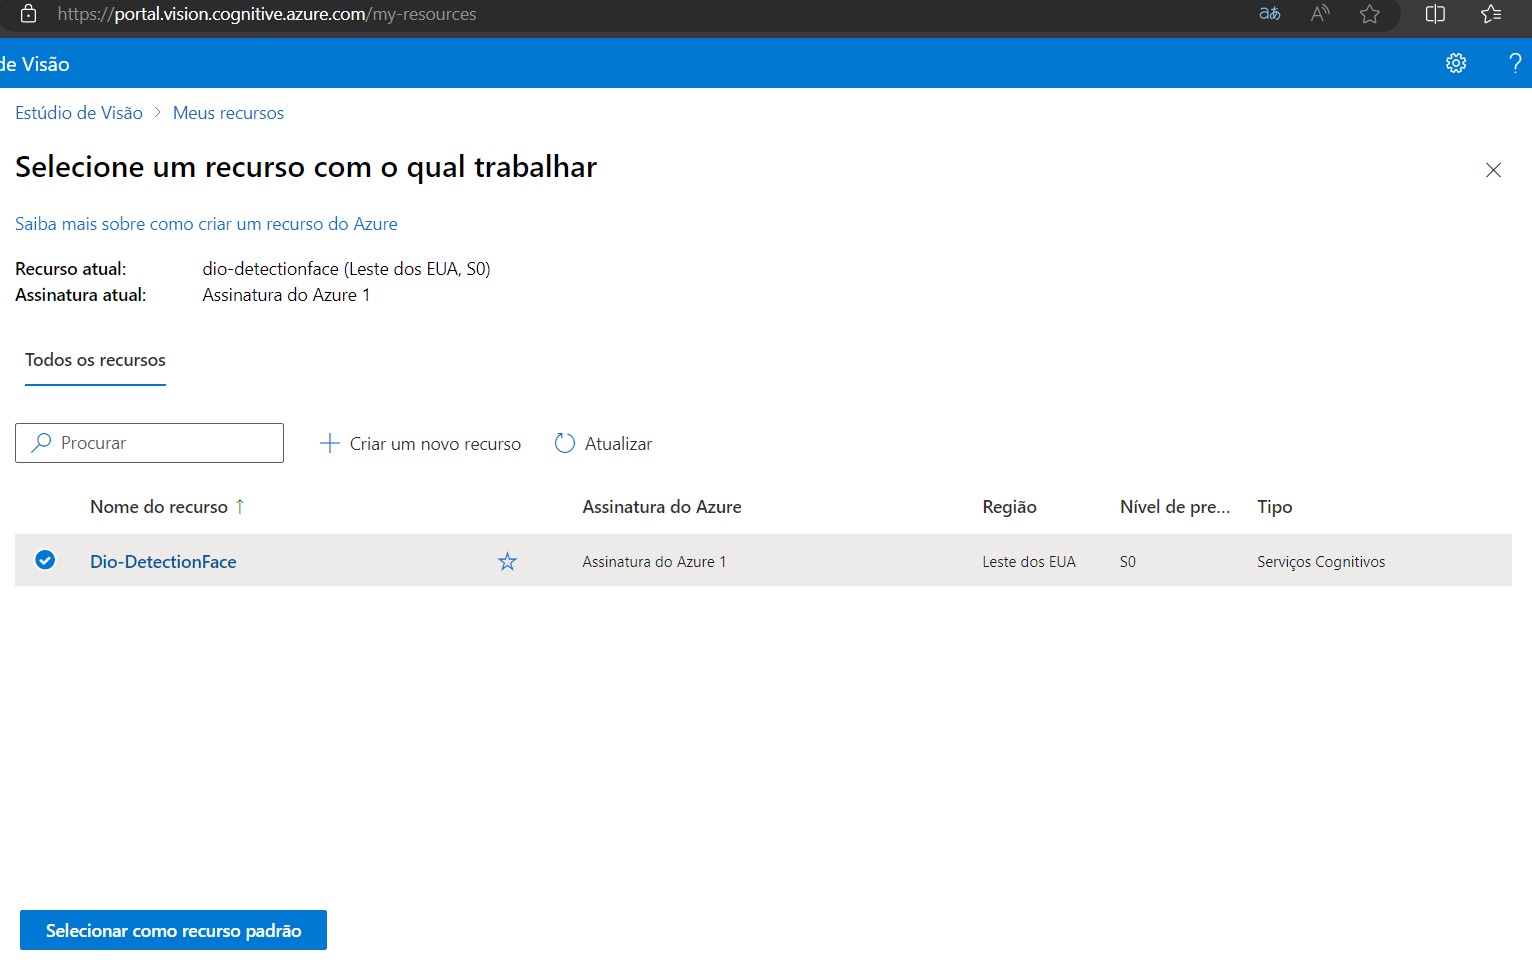 https://portal.vision.cognitive.azure.com/my-resources
de Visão
Estúdio de Visão > Meus recursos
Selecione um recurso com o qual trabalhar
Saiba mais sobre como criar um recurso do Azure
Recurso atual: dio-detectionface (Leste dos EUA, S0)
Assinatura atual: Assinatura do Azure 1
Todos os recursos
Procurar Criar um novo recurso Atualizar
Nome do recurso ↑ Assinatura do Azure Região Nível de pre... Tipo
Dio-DetectionFace Assinatura do Azure 1 Leste dos EUA S0 Serviços Cognitivos
Selecionar como recurso padrão